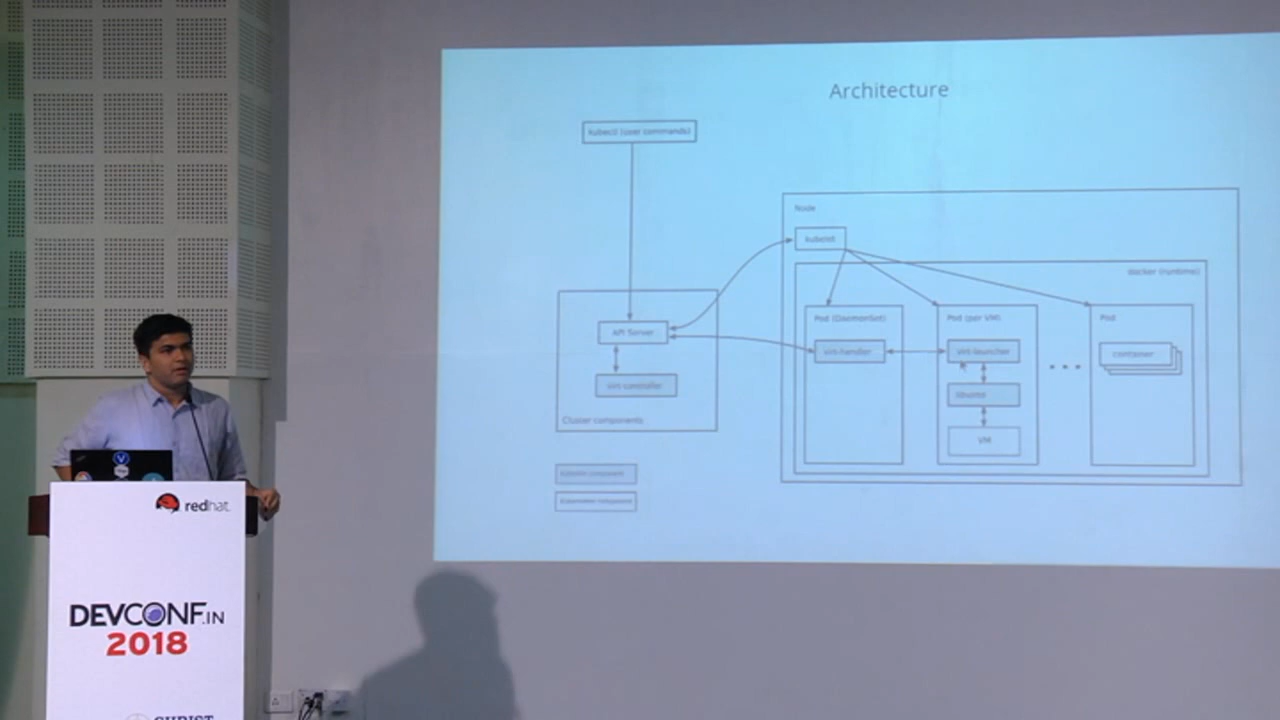 Architecture
kubectl (user commands)
Node
kubelet
docker (runtime)
API Server
virt-controller
Cluster components
Pod (DaemonSet)
virt-handler
Pod (per VM)
virt-launcher
libvirtd
VM
Pod
container
redhat.
DEVCONF.IN
2018
CHRIST